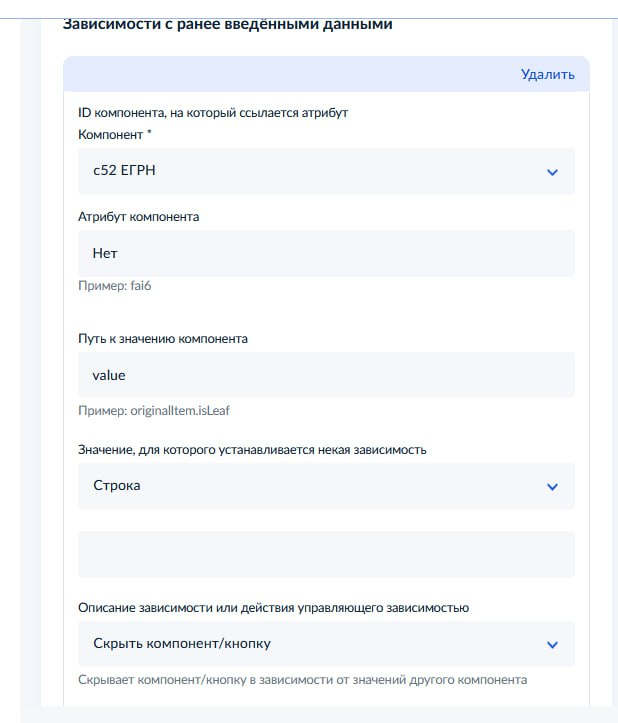 Зависимости с ранее введёнными данными
Удалить
ID компонента, на который ссылается атрибут
Компонент *
с52 ЕГРН
Атрибут компонента
Нет
Пример: fai6
Путь к значению компонента
value
Пример: originalItem.isLeaf
Значение, для которого устанавливается некая зависимость
Строка
Описание зависимости или действия управляющего зависимостью
Скрыть компонент/кнопку
Скрывает компонент/кнопку в зависимости от значений другого компонента